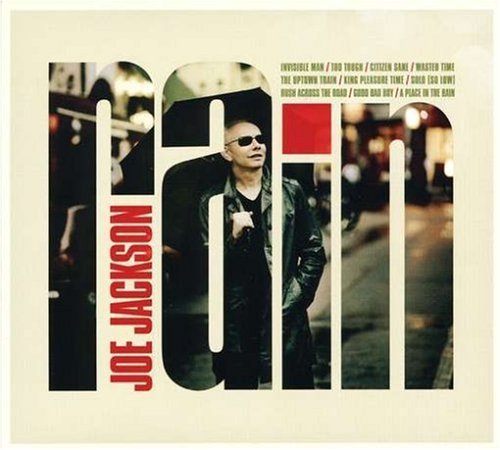 INVISIBLE MAN / TOO TOUGH / CITIZEN SANE / WASTED TIME
THE UPTOWN TRAIN / KING PLEASURE TIME / SOLO (SO LOW)
RUSH ACROSS THE ROAD / GOOD BAD BOY / A PLACE IN THE RAIN
rain
JOE JACKSON